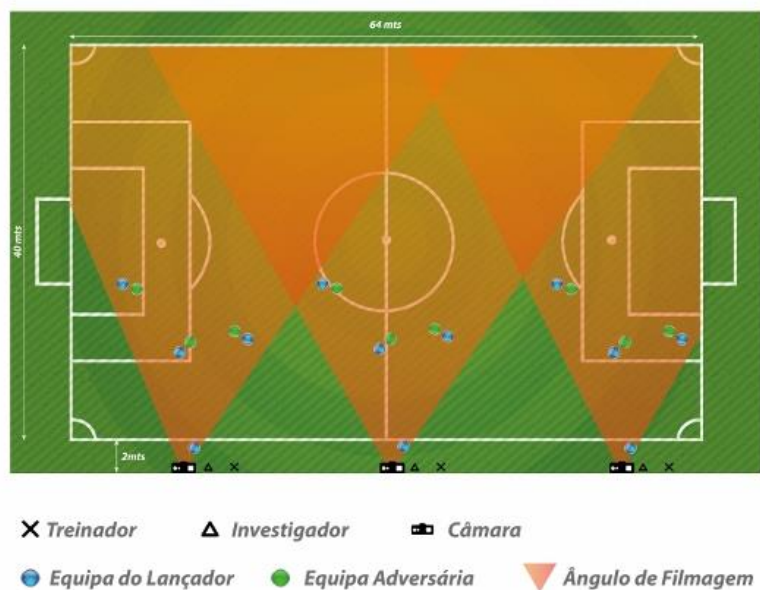 64 mts
40 mts
2mts
Treinador
Investigador
Câmara
Equipa do Lançador
Equipa Adversária
Ângulo de Filmagem